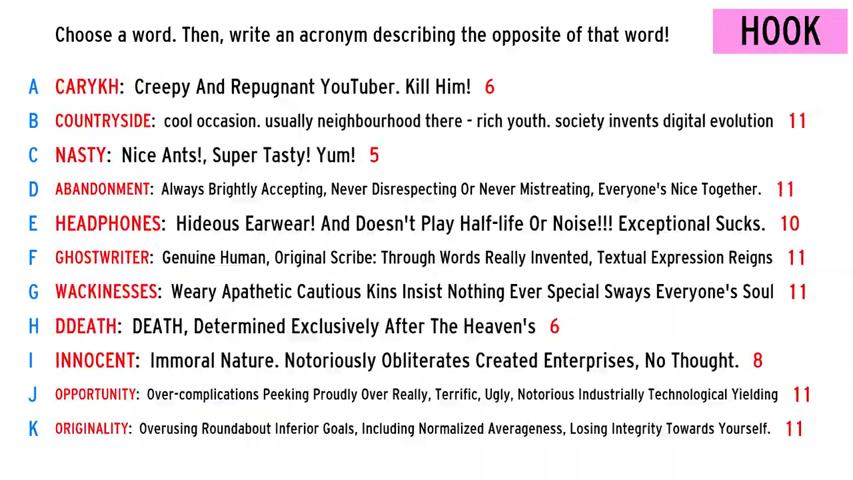 Choose a word. Then, write an acronym describing the opposite of that word!
HOOK
A CARYKH: Creepy And Repugnant YouTuber. Kill Him! 6
B COUNTRYSIDE: cool occasion. usually neighbourhood there - rich youth. society invents digital evolution 11
C NASTY: Nice Ants!, Super Tasty! Yum! 5
D ABANDONMENT: Always Brightly Accepting, Never Disrespecting Or Never Mistreating, Everyone's Nice Together. 11
E HEADPHONES: Hideous Earwear! And Doesn't Play Half-life Or Noise!!! Exceptional Sucks. 10
F GHOSTWRITER: Genuine Human, Original Scribe: Through Words Really Invented, Textual Expression Reigns 11
G WACKINESSES: Weary Apathetic Cautious Kins Insist Nothing Ever Special Sways Everyone's Soul 11
H DDEATH: DEATH, Determined Exclusively After The Heaven's 6
I INNOCENT: Immoral Nature. Notoriously Obliterates Created Enterprises, No Thought. 8
J OPPORTUNITY: Over-complications Peeking Proudly Over Really, Terrific, Ugly, Notorious Industrially Technological Yielding 11
K ORIGINALITY: Overusing Roundabout Inferior Goals, Including Normalized Averageness, Losing Integrity Towards Yourself. 11